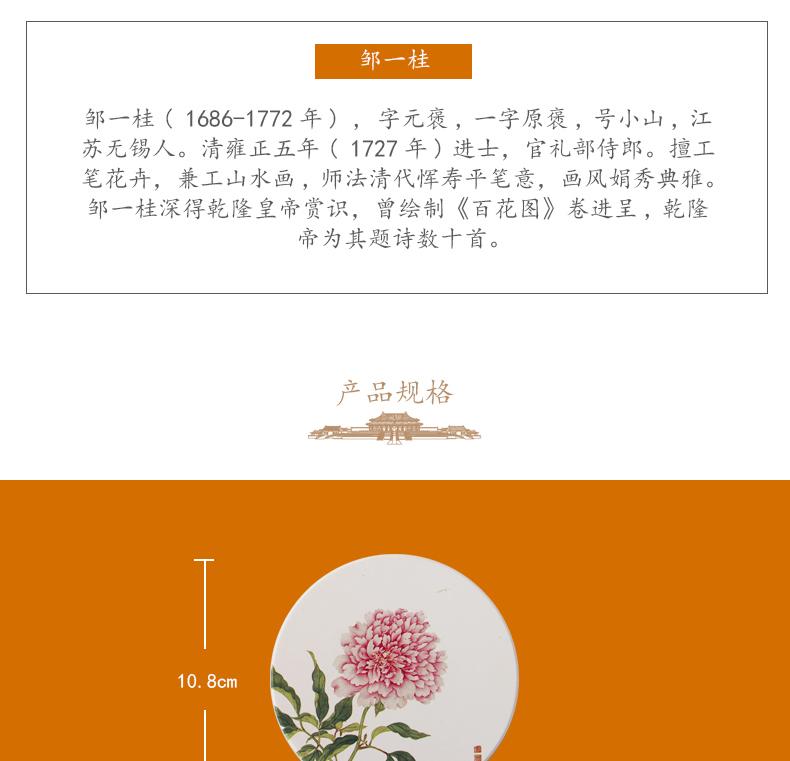 邹一桂
邹一桂( 1686-1772 年) , 字元褒,一字原褒,号小山,江
苏无锡人。清雍正五年( 1727 年)进士, 官礼部侍郎。擅工
笔花卉, 兼工山水画,师法清代恽寿平笔意, 画风娟秀典雅。
邹一桂深得乾隆皇帝赏识, 曾绘制《百花图》卷进呈,乾隆
帝为其题诗数十首。
产品规格
10.8cm